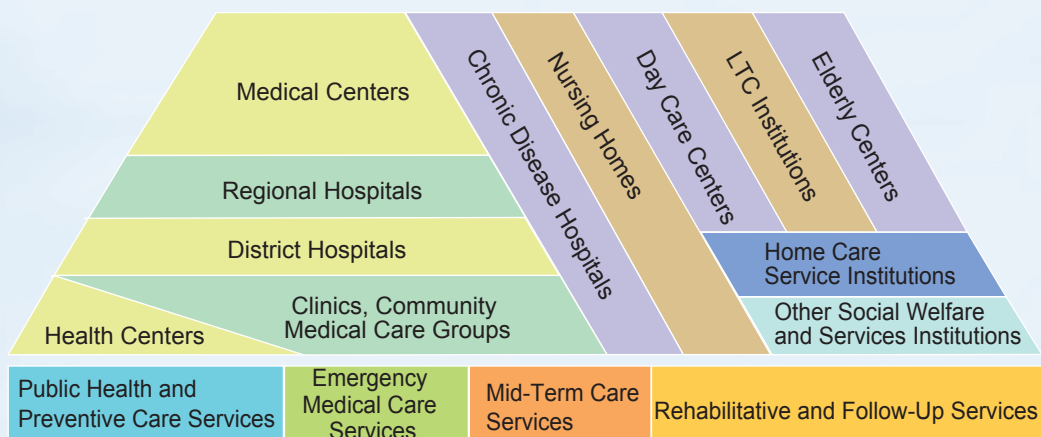 Medical Centers
Regional Hospitals
District Hospitals
Clinics, Community
Medical Care Groups
Health Centers
Chronic Disease Hospitals
Nursing Homes
Day Care Centers
LTC Institutions
Elderly Centers
Home Care
Service Institutions
Other Social Welfare
and Services Institutions
Public Health and
Preventive Care Services
Emergency
Medical Care
Services
Mid-Term Care
Services
Rehabilitative and Follow-Up Services